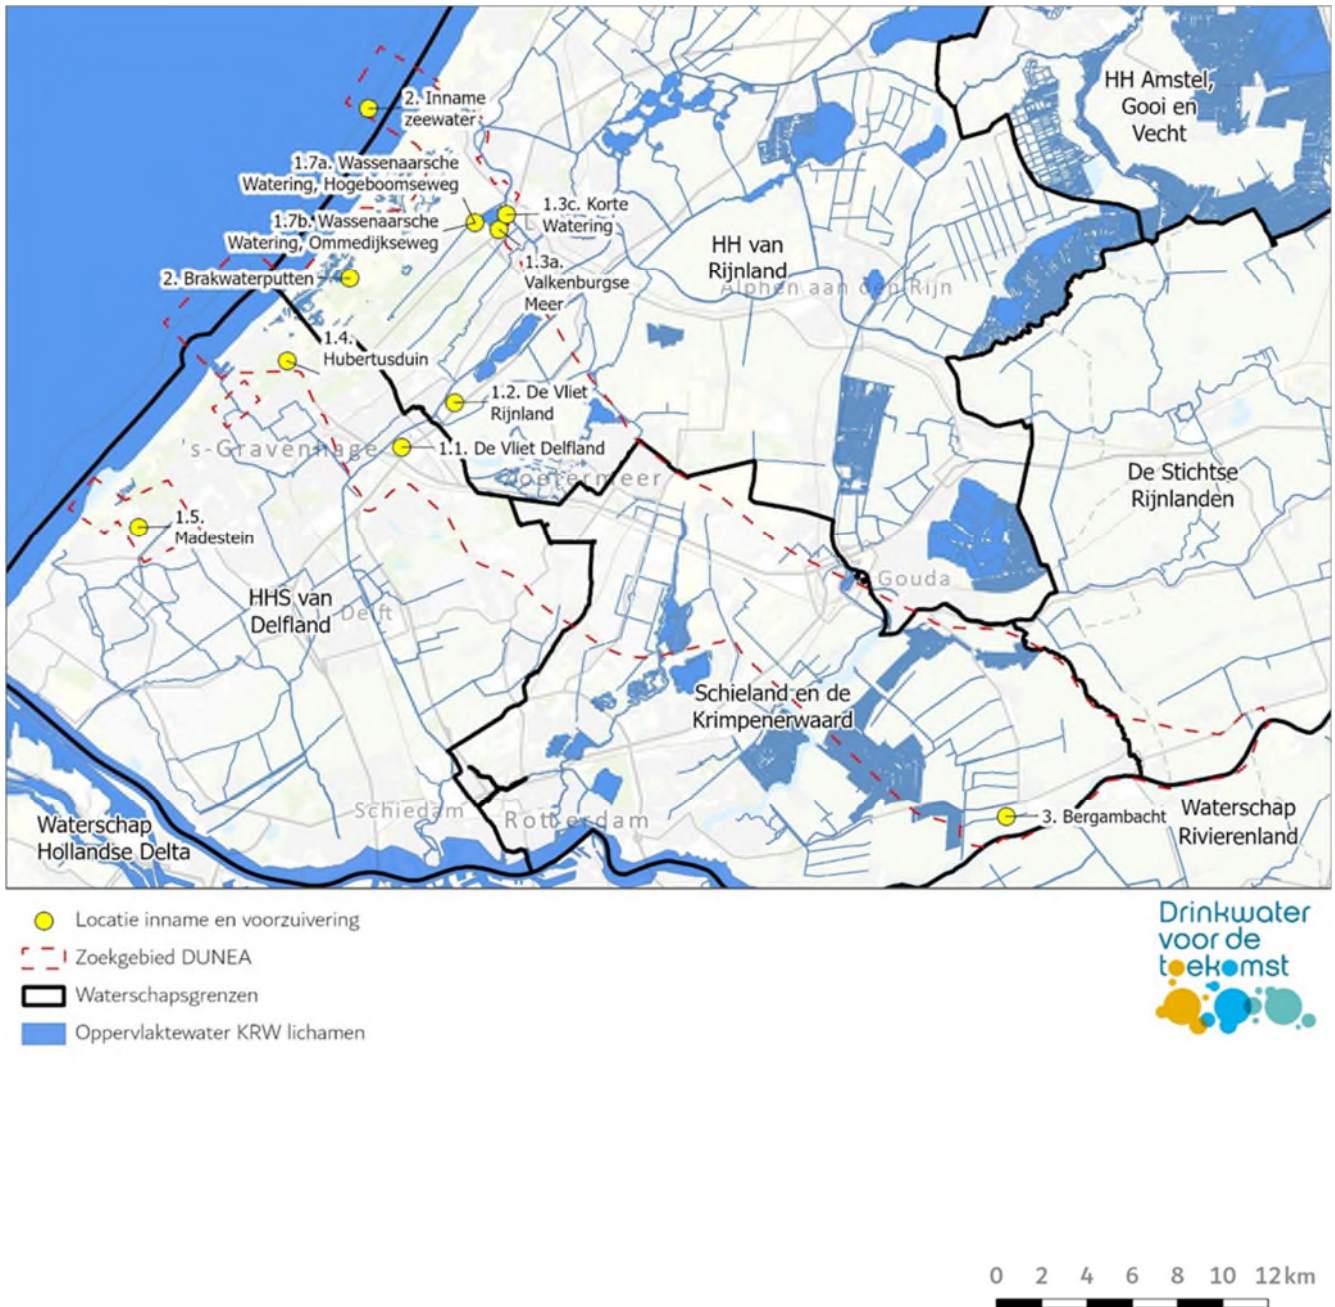 HH Amstel,
Gooi en
Vecht
2. Inname
zeewater
1.7a. Wassenaarsche
Watering, Hogeboomseweg
1.3c. Korte
Watering
1.7b. Wassenaarsche
Watering, Ommedijkseweg
HH van
Rijnland
1.3a.
Valkenburgse
Meer
2. Brakwaterputten
Alphen aan den Rijn
1.4.
Hubertusduin
1.2. De Vliet
Rijnland
's-Gravenhage
1.1. De Vliet Delfland
Zoetermeer
De Stichtse
Rijnlanden
1.5.
Madestein
Gouda
HHS van
Delfland
Delft
Schieland en de
Krimpenerwaard
Schiedam
Rotterdam
3. Bergambacht
Waterschap
Rivierenland
Waterschap
Hollandse Delta
Locatie inname en voorzuivering
Zoekgebied DUNEA
Waterschapsgrenzen
Oppervlaktewater KRW lichamen
Drinkwater
voor de
toekomst
0 2 4 6 8 10 12 km